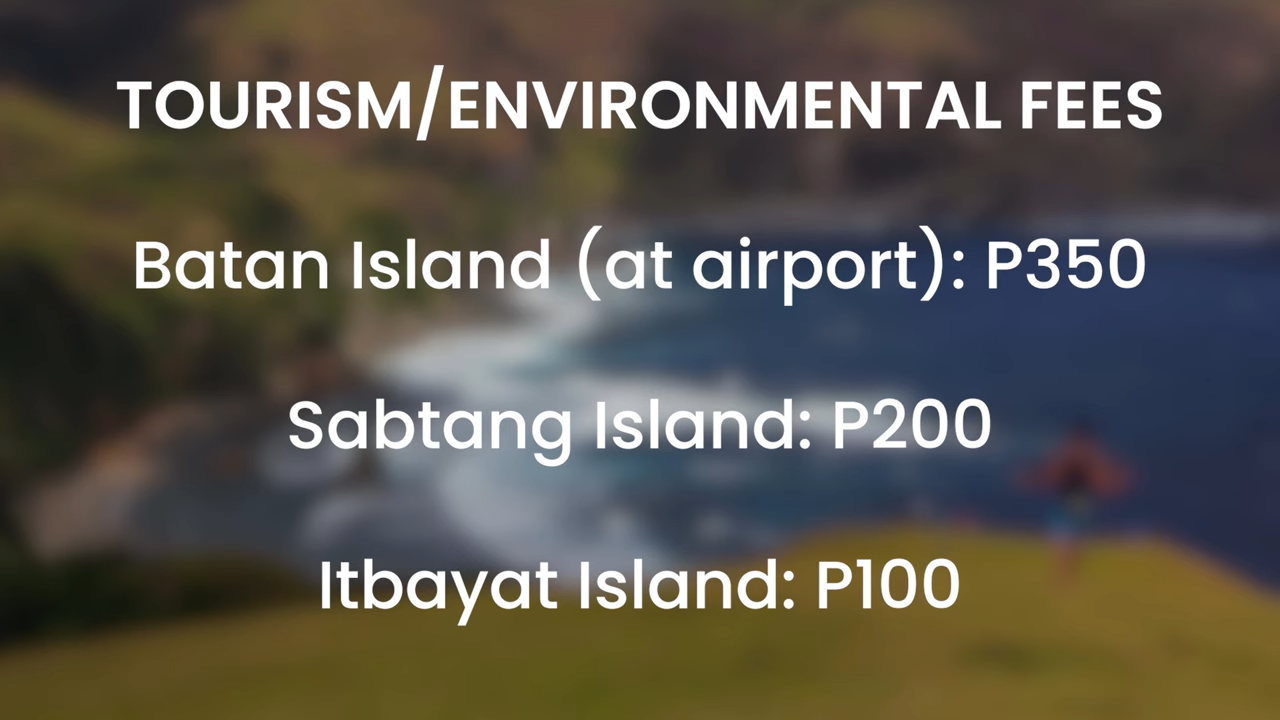 TOURISM/ENVIRONMENTAL FEES
Batan Island (at airport): P350
Sabtang Island: P200
Itbayat Island: P100